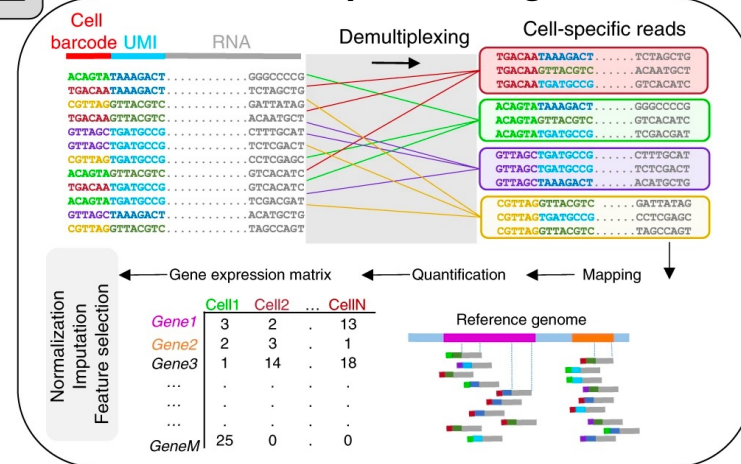 Cell
barcode UMI RNA
Demultiplexing
Cell-specific reads
ACAGTATAAAGACT..........GGGCCCCG
TGACAATAAAGACT..........TCTAGCTG
CGTTAGGTTACGTC..........GATTATAG
TGACAAGTTACGTC..........ACAATGCT
GTTAGCTGATGCCG..........CTTTGCAT
GTTAGCTGATGCCG..........TCTCGACT
CGTTAGTGATGCCG..........CCTCGAGC
ACAGTAGTTACGTC..........GTCACATC
TGACAATGATGCCG..........GTCACATC
ACAGTATGATGCCG..........TCGACGAT
GTTAGCTAAAGACT..........ACATGCTG
CGTTAGGTTACGTC..........TAGCCAGT
TGACAATAAAGACT......TCTAGCTG
TGACAAGTTACGTC......ACAATGCT
TGACAATGATGCCG......GTCACATC
ACAGTATAAAGACT......GGGCCCCG
ACAGTAGTTACGTC......GTCACATC
ACAGTATGATGCCG......TCGACGAT
GTTAGCTGATGCCG......CTTTGCAT
GTTAGCTGATGCCG......TCTCGACT
GTTAGCTAAAGACT......ACATGCTG
CGTTAGGTTACGTC......GATTATAG
CGTTAGTGATGCCG......CCTCGAGC
CGTTAGGTTACGTC......TAGCCAGT
Mapping
Quantification
Gene expression matrix
Normalization
Imputation
Feature selection
Cell1 Cell2 ... CellN
Gene1 3 2 . 13
Gene2 2 3 . 1
Gene3 1 14 . 18
... . . . .
... . . . .
... . . . .
GeneM 25 0 . 0
Reference genome